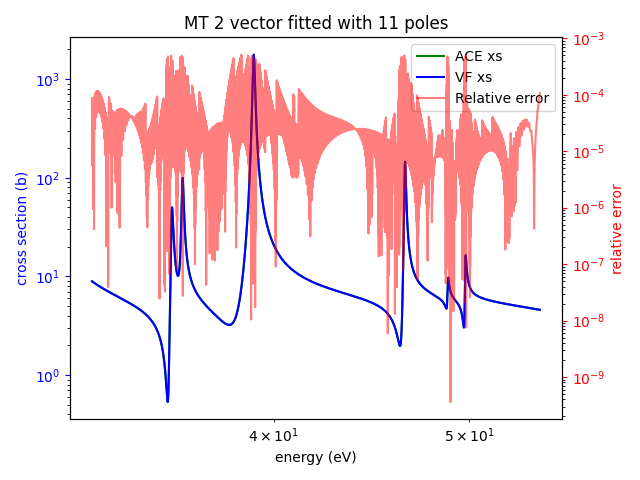 MT 2 vector fitted with 11 poles
ACE xs
VF xs
Relative error
cross section (b)
10³
10²
10¹
10⁰
relative error
10⁻³
10⁻⁴
10⁻⁵
10⁻⁶
10⁻⁷
10⁻⁸
10⁻⁹
4 × 10¹
5 × 10¹
energy (eV)